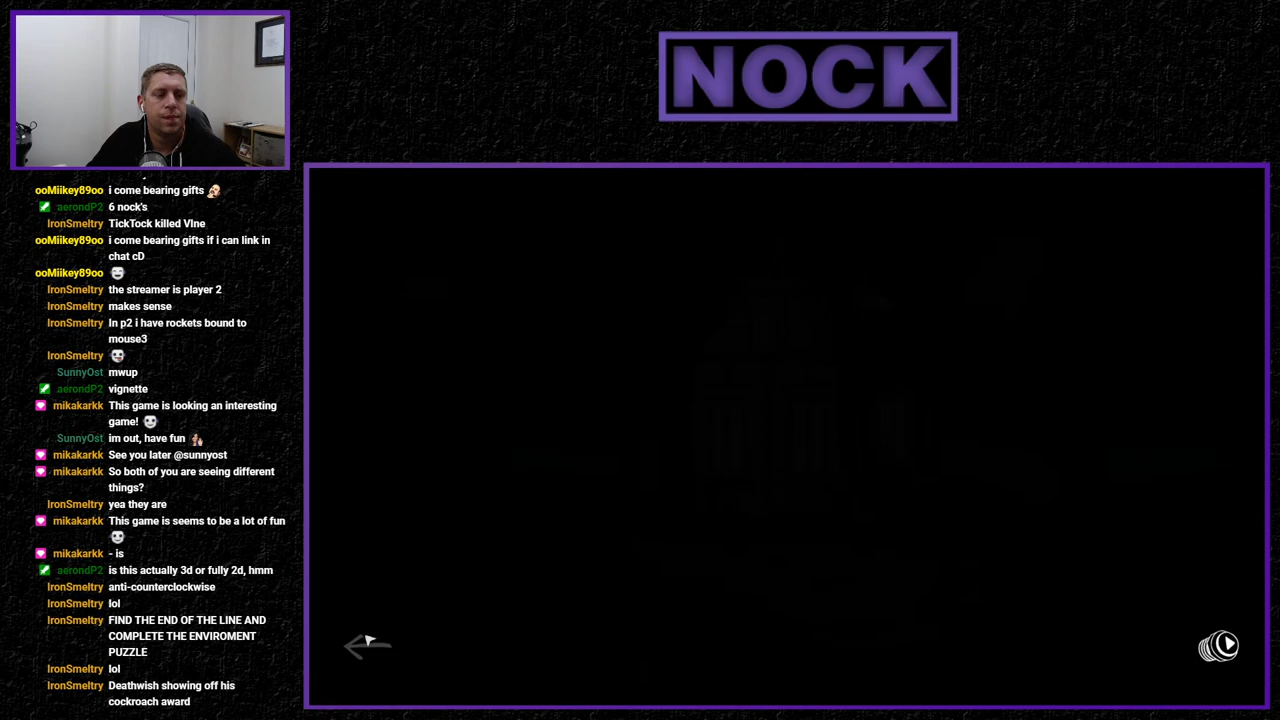 NOCK
ooMiikey89oo i come bearing gifts
aerondP2 6 nock's
IronSmeltry TickTock killed VIne
ooMiikey89oo i come bearing gifts if i can link in
chat cD
ooMiikey89oo
IronSmeltry the streamer is player 2
IronSmeltry makes sense
IronSmeltry In p2 i have rockets bound to
mouse3
IronSmeltry
SunnyOst mwup
aerondP2 vignette
mikakarkk This game is looking an interesting
game!
SunnyOst im out, have fun
mikakarkk See you later @sunnyost
mikakarkk So both of you are seeing different
things?
IronSmeltry yea they are
mikakarkk This game is seems to be a lot of fun
mikakarkk - is
aerondP2 is this actually 3d or fully 2d, hmm
IronSmeltry anti-counterclockwise
IronSmeltry lol
IronSmeltry FIND THE END OF THE LINE AND
COMPLETE THE ENVIROMENT
PUZZLE
IronSmeltry lol
IronSmeltry Deathwish showing off his
cockroach award